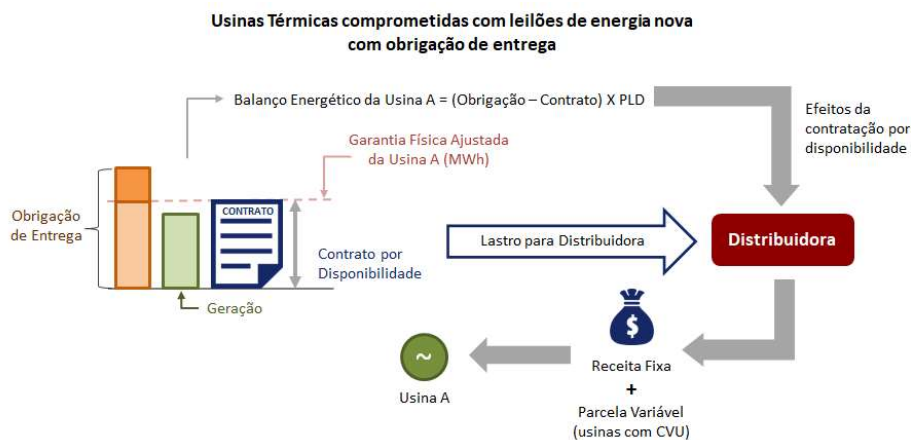 Usinas Térmicas comprometidas com leilões de energia nova
com obrigação de entrega
Balanço Energético da Usina A = (Obrigação – Contrato) X PLD
Efeitos da
contratação por
disponibilidade
Garantia Física Ajustada
da Usina A (MWh)
Obrigação
de Entrega
CONTRATO
Contrato por
Disponibilidade
Geração
Lastro para Distribuidora
Distribuidora
$
~
Usina A
Receita Fixa
+
Parcela Variável
(usinas com CVU)